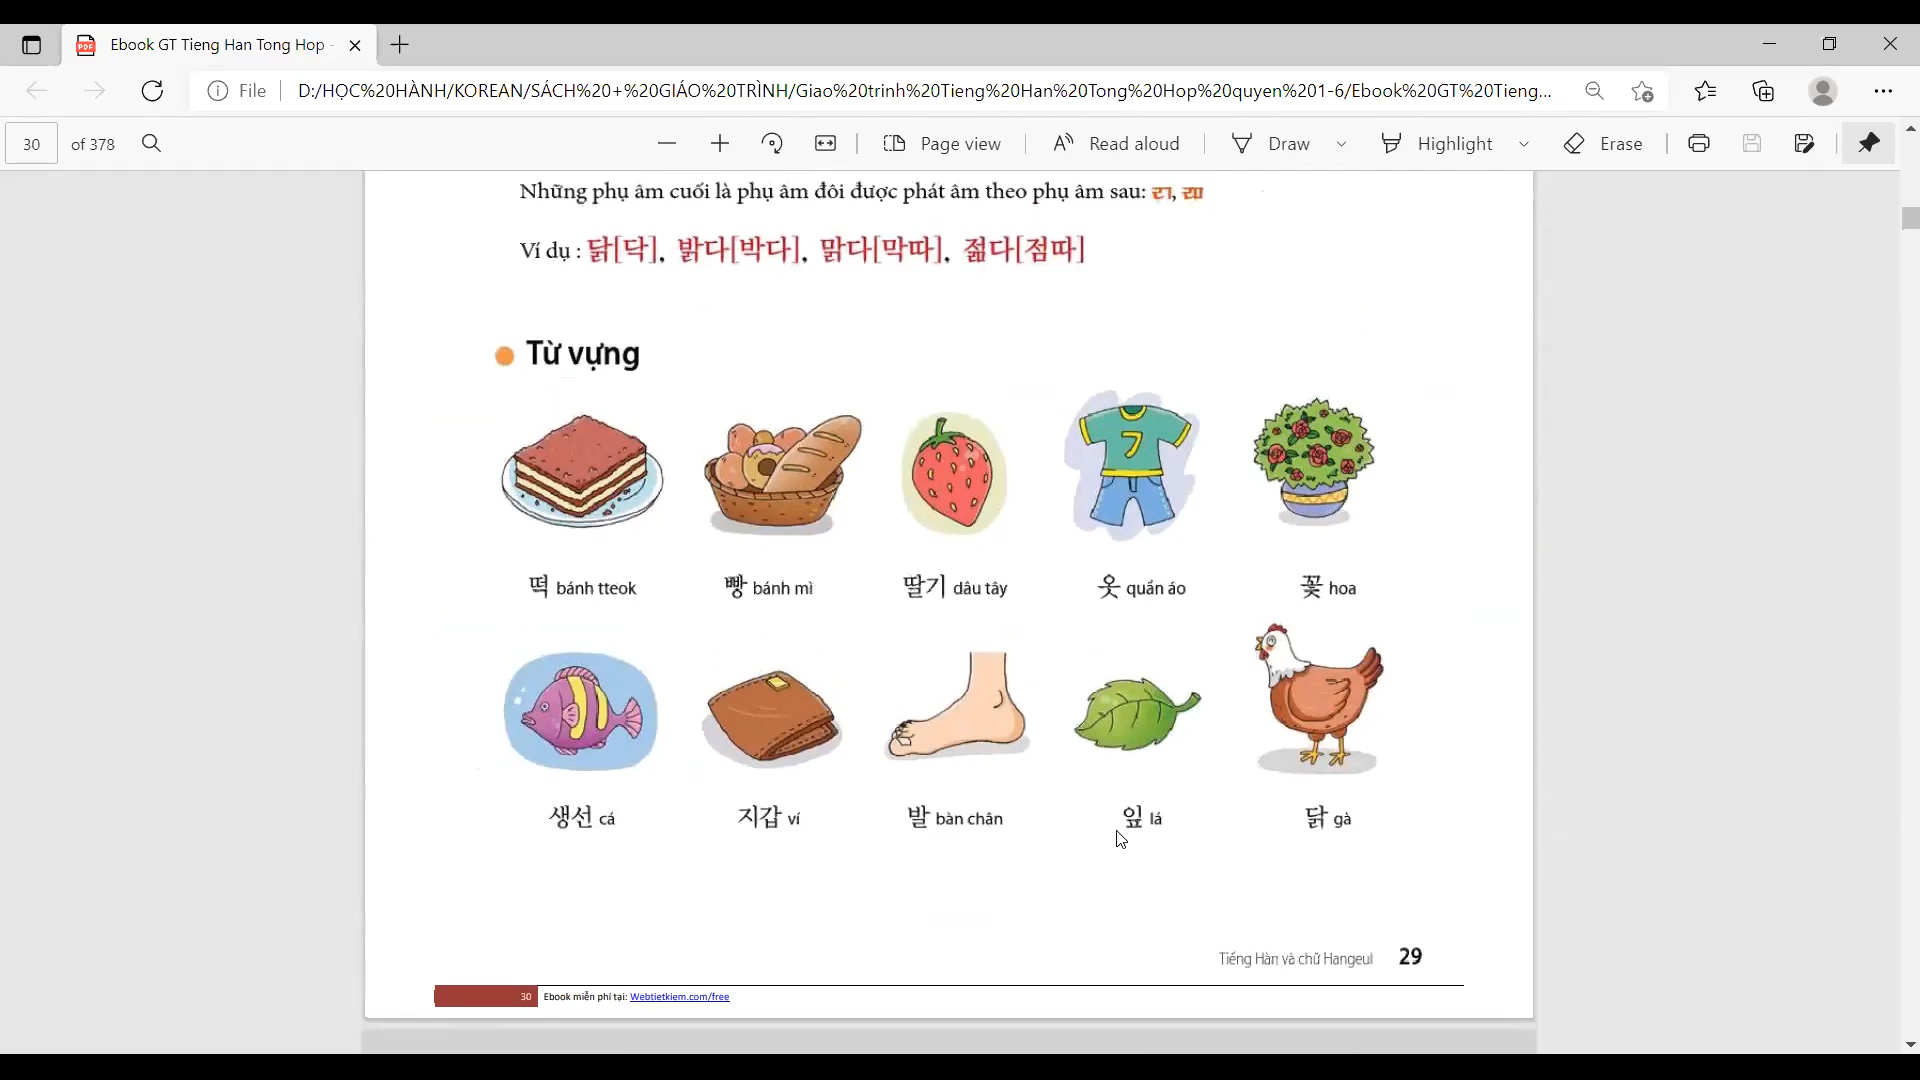 Ebook GT Tieng Han Tong Hop -
File D:/HỌC%20HÀNH/KOREAN/SÁCH%20+%20GIÁO%20TRÌNH/Giao%20trinh%20Tieng%20Han%20Tong%20Hop%20quyen%201-6/Ebook%20GT%20Tieng...
30 of 378 Page view Read aloud Draw Highlight Erase
Những phụ âm cuối là phụ âm đôi được phát âm theo phụ âm sau: ㄺ, ㄻ
Ví dụ : 닭[닥], 밝다[박다], 맑다[막따], 젊다[점따]
Từ vựng
7
떡 bánh tteok 빵 bánh mì 딸기 dâu tây 옷 quần áo 꽃 hoa
생선 cá 지갑 ví 발 bàn chân 잎 lá 닭 gà
Tiếng Hàn và chữ Hangeul 29
30 Ebook miễn phí tại: Webtietkiem.com/free